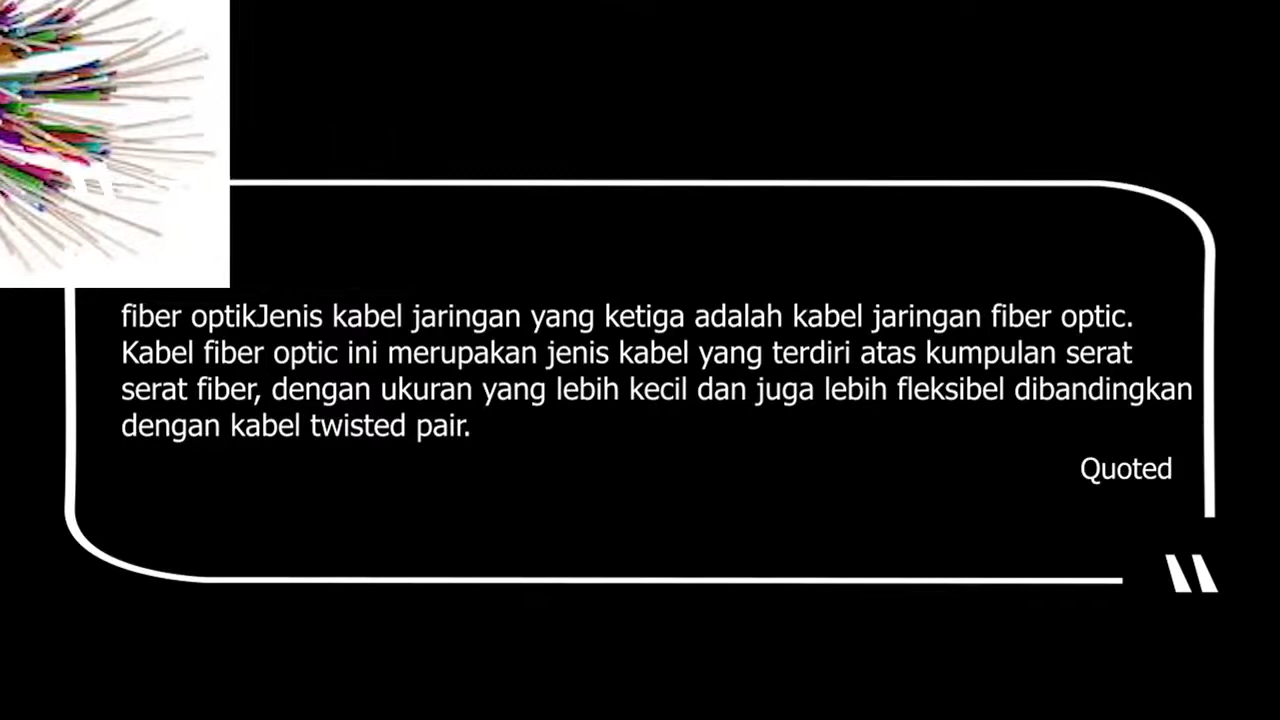 fiber optikJenis kabel jaringan yang ketiga adalah kabel jaringan fiber optic.
Kabel fiber optic ini merupakan jenis kabel yang terdiri atas kumpulan serat
serat fiber, dengan ukuran yang lebih kecil dan juga lebih fleksibel dibandingkan
dengan kabel twisted pair.
Quoted